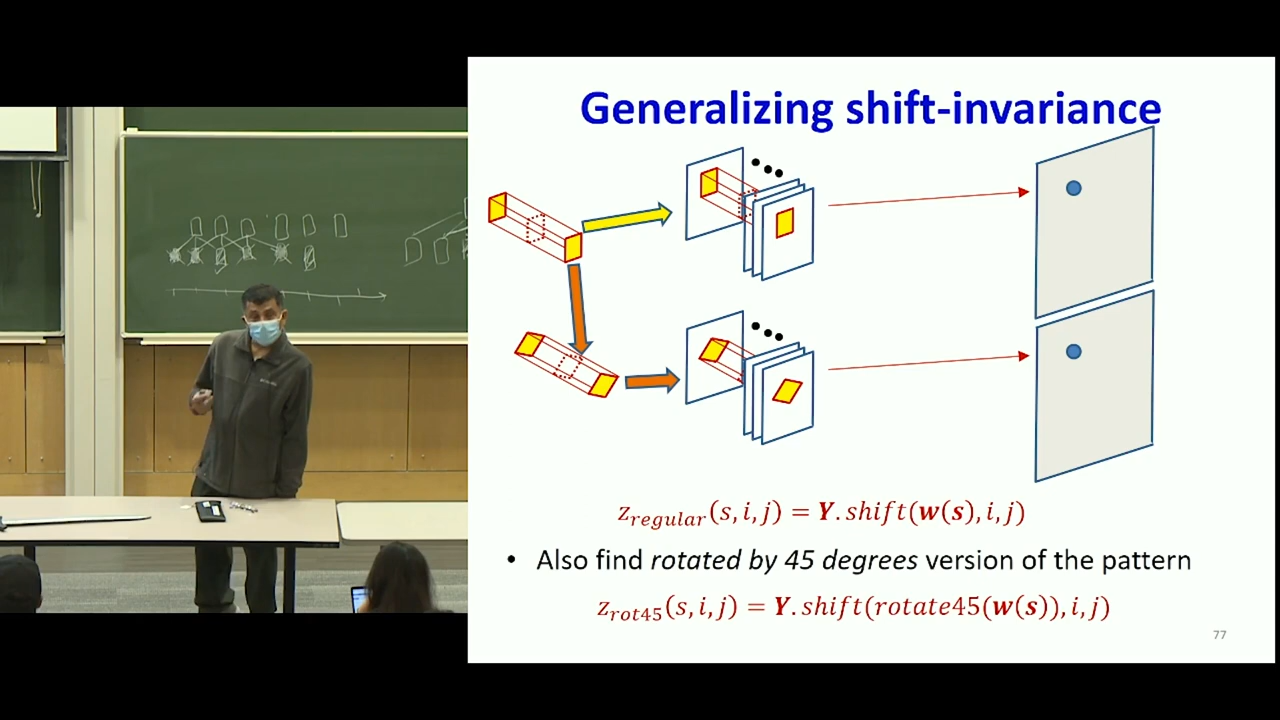 Generalizing shift-invariance
z_regular(s, i, j) = Y.shift(w(s), i, j)
• Also find rotated by 45 degrees version of the pattern
z_rot45(s, i, j) = Y.shift(rotate45(w(s)), i, j)
77